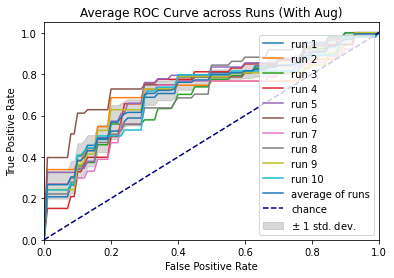 Average ROC Curve across Runs (With Aug)
True Positive Rate
1.0
0.8
0.6
0.4
0.2
0.0
run 1
run 2
run 3
run 4
run 5
run 6
run 7
run 8
run 9
run 10
average of runs
chance
± 1 std. dev.
0.0 0.2 0.4 0.6 0.8 1.0
False Positive Rate